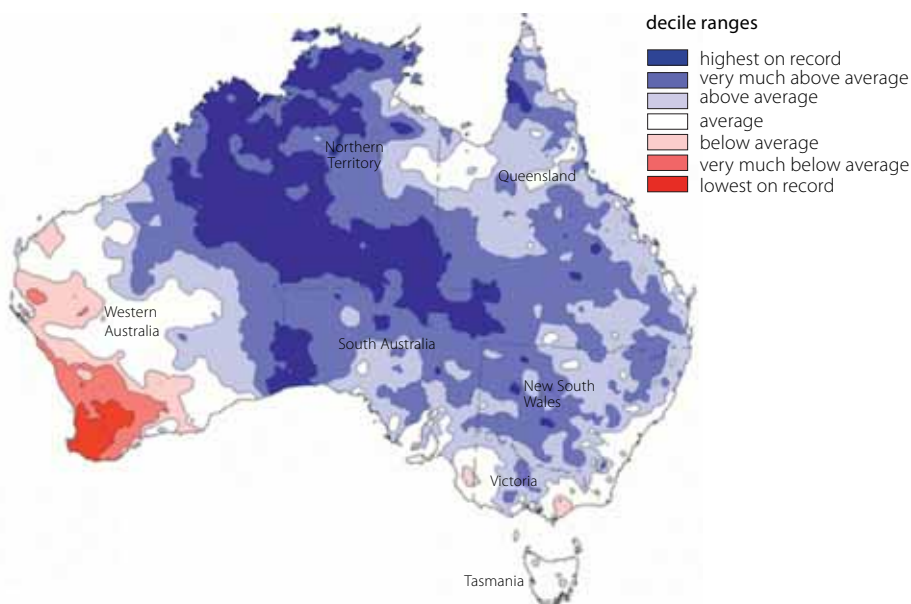 decile ranges
highest on record
very much above average
above average
average
below average
very much below average
lowest on record
Northern
Territory
Queensland
Western
Australia
South Australia
New South
Wales
Victoria
Tasmania